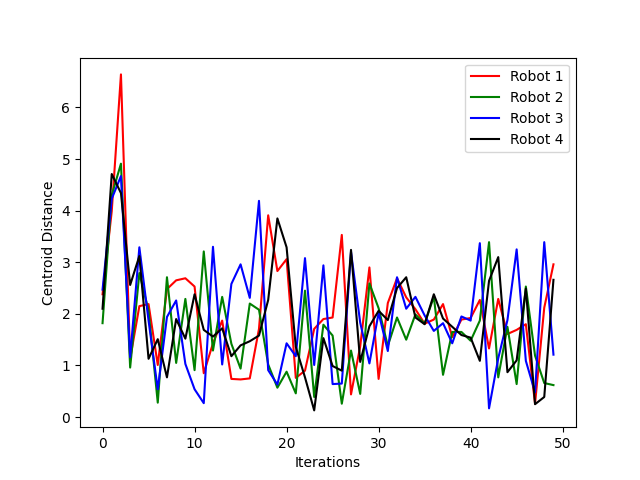 Robot 1
Robot 2
Robot 3
Robot 4
Centroid Distance
6
5
4
3
2
1
0
0 10 20 30 40 50
Iterations